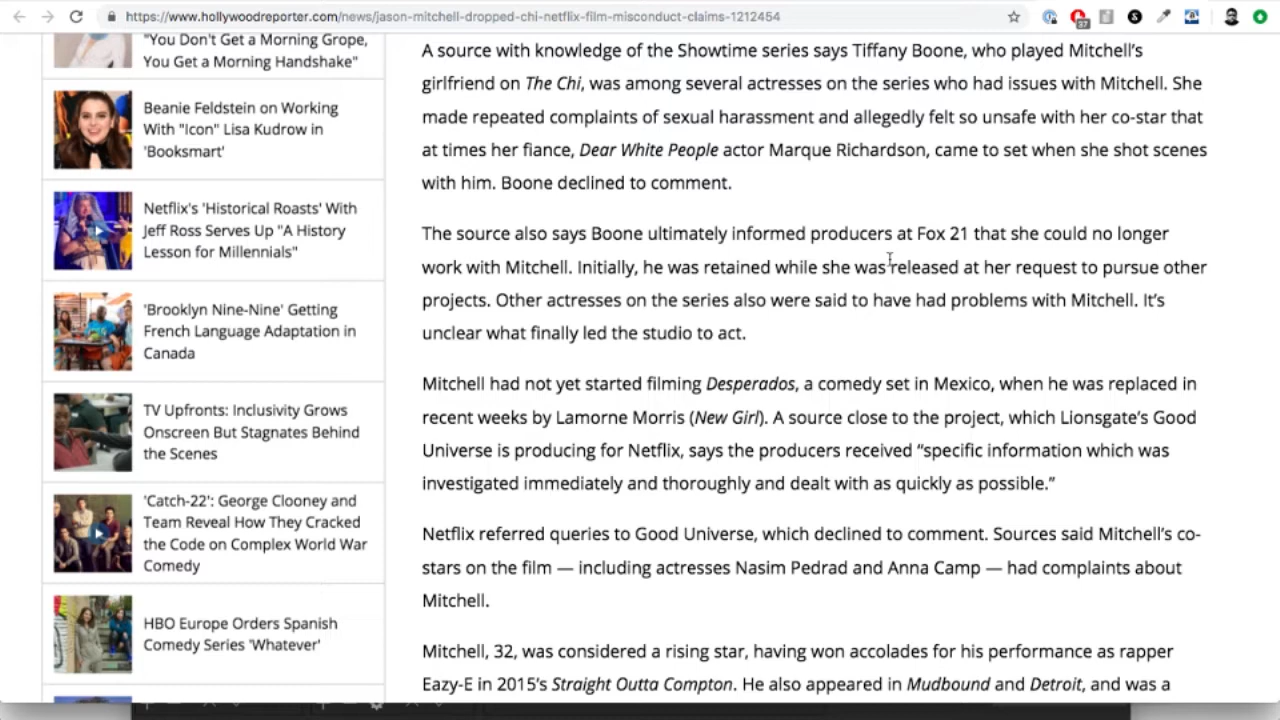 https://www.hollywoodreporter.com/news/jason-mitchell-dropped-chi-netflix-film-misconduct-claims-1212454
37
"You Don't Get a Morning Grope,
You Get a Morning Handshake"
Beanie Feldstein on Working
With "Icon" Lisa Kudrow in
'Booksmart'
Netflix's 'Historical Roasts' With
Jeff Ross Serves Up "A History
Lesson for Millennials"
'Brooklyn Nine-Nine' Getting
French Language Adaptation in
Canada
TV Upfronts: Inclusivity Grows
Onscreen But Stagnates Behind
the Scenes
'Catch-22': George Clooney and
Team Reveal How They Cracked
the Code on Complex World War
Comedy
HBO Europe Orders Spanish
Comedy Series 'Whatever'
A source with knowledge of the Showtime series says Tiffany Boone, who played Mitchell's
girlfriend on The Chi, was among several actresses on the series who had issues with Mitchell. She
made repeated complaints of sexual harassment and allegedly felt so unsafe with her co-star that
at times her fiance, Dear White People actor Marque Richardson, came to set when she shot scenes
with him. Boone declined to comment.
The source also says Boone ultimately informed producers at Fox 21 that she could no longer
work with Mitchell. Initially, he was retained while she was released at her request to pursue other
projects. Other actresses on the series also were said to have had problems with Mitchell. It's
unclear what finally led the studio to act.
Mitchell had not yet started filming Desperados, a comedy set in Mexico, when he was replaced in
recent weeks by Lamorne Morris (New Girl). A source close to the project, which Lionsgate's Good
Universe is producing for Netflix, says the producers received “specific information which was
investigated immediately and thoroughly and dealt with as quickly as possible.”
Netflix referred queries to Good Universe, which declined to comment. Sources said Mitchell's co-
stars on the film — including actresses Nasim Pedrad and Anna Camp — had complaints about
Mitchell.
Mitchell, 32, was considered a rising star, having won accolades for his performance as rapper
Eazy-E in 2015's Straight Outta Compton. He also appeared in Mudbound and Detroit, and was a